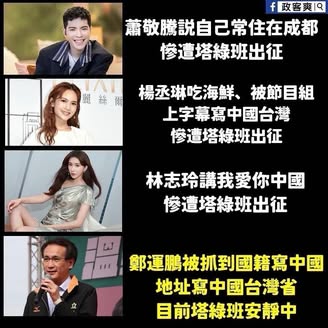 政客爽
蕭敬騰說自己常住在成都
慘遭塔綠班出征
楊丞琳吃海鮮、被節目組
上字幕寫中國台灣
慘遭塔綠班出征
林志玲講我愛你中國
慘遭塔綠班出征
鄭運鵬被抓到國籍寫中國
地址寫中國台灣省
目前塔綠班安靜中